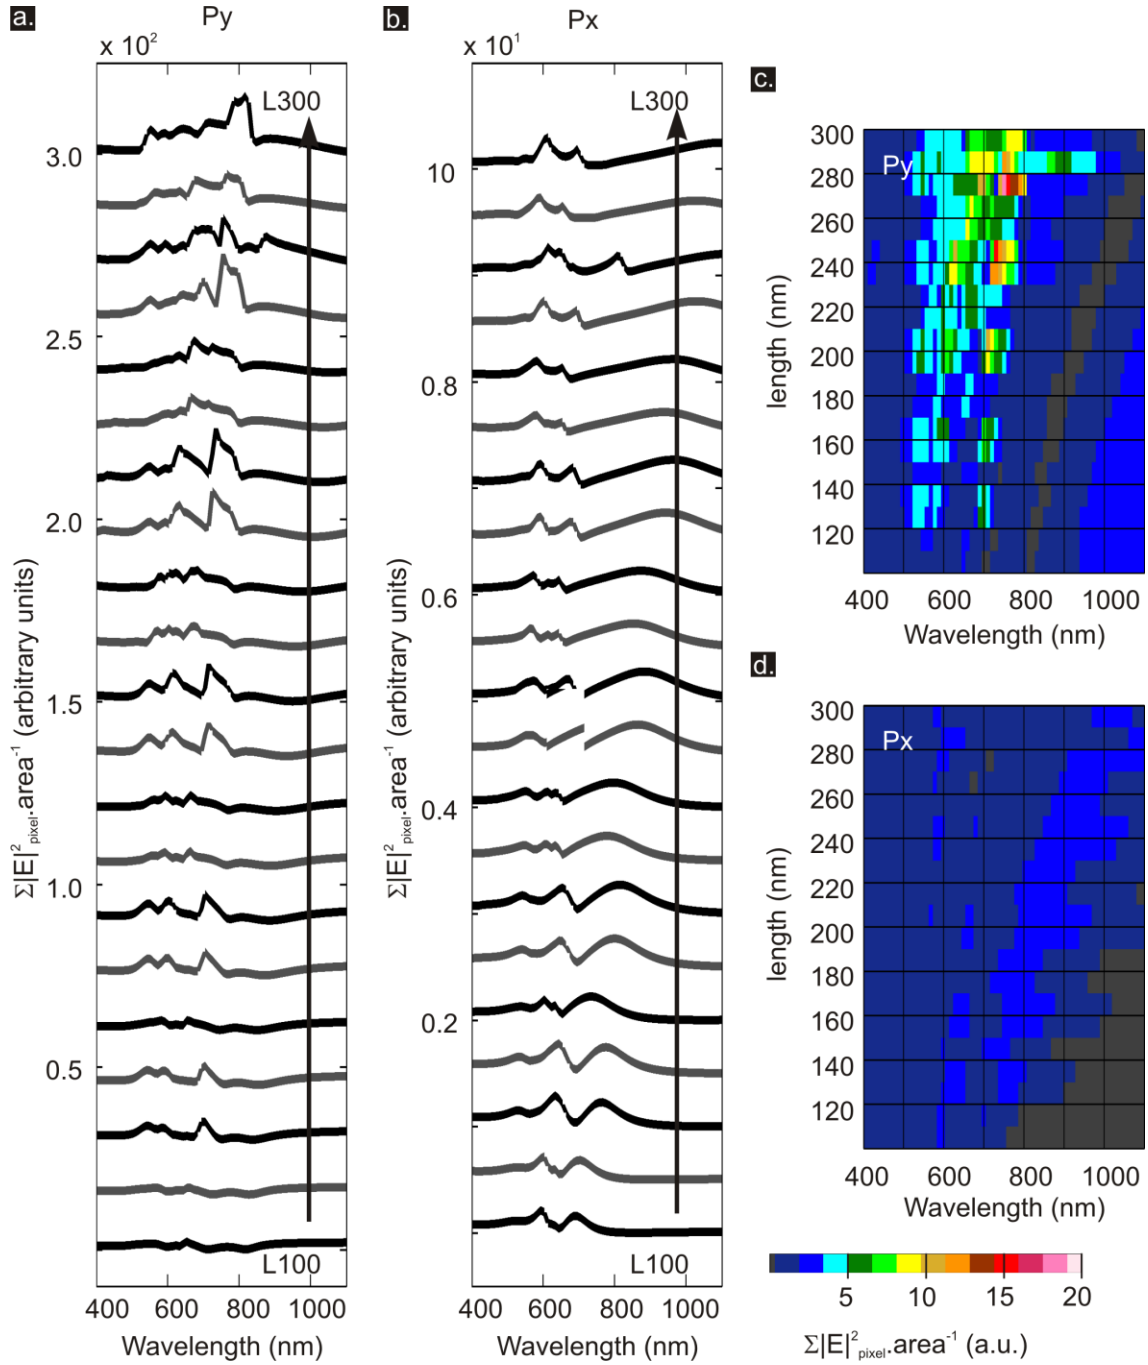 a.
Py
x 10²
L300
3.0
2.5
2.0
1.5
1.0
0.5
L100
400 600 800 1000
Wavelength (nm)
Σ|E|²pixel.area⁻¹ (arbitrary units)
b.
Px
x 10¹
L300
10
0.8
0.6
0.4
0.2
L100
400 600 800 1000
Wavelength (nm)
Σ|E|²pixel.area⁻¹ (arbitrary units)
c.
Py
300
280
260
240
220
200
180
160
140
120
length (nm)
400 600 800 1000
Wavelength (nm)
d.
Px
300
280
260
240
220
200
180
160
140
120
length (nm)
400 600 800 1000
Wavelength (nm)
5 10 15 20
Σ|E|²pixel.area⁻¹ (a.u.)